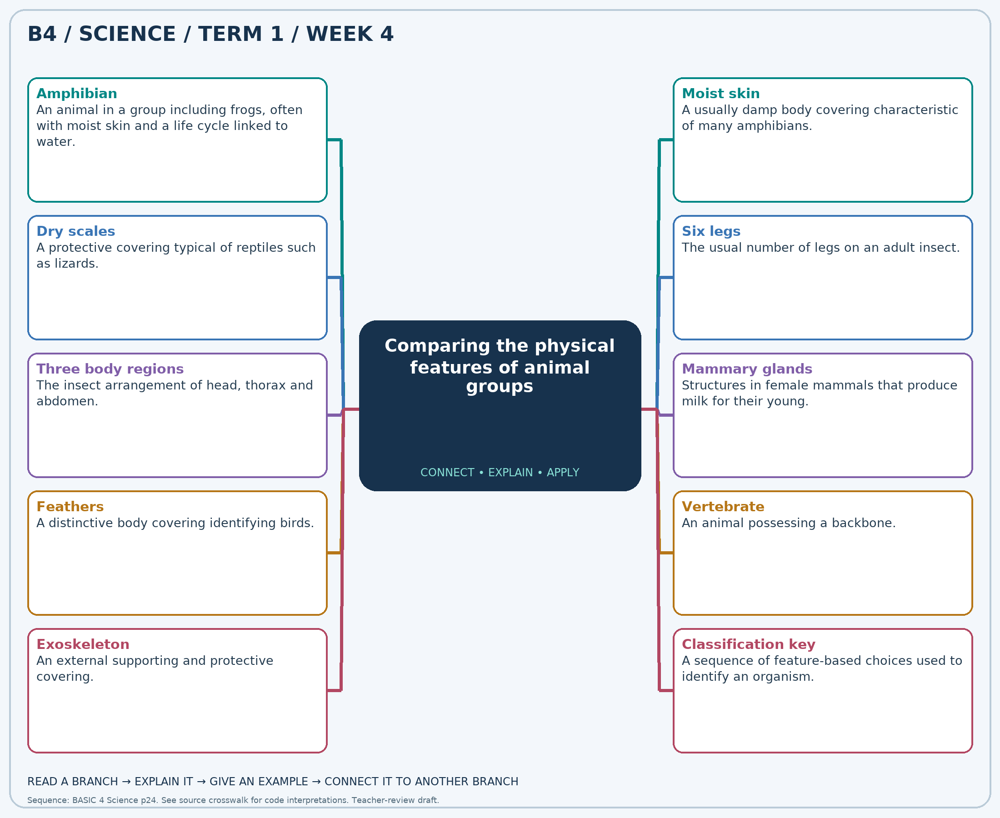 B4 / SCIENCE / TERM 1 / WEEK 4
Amphibian
An animal in a group including frogs, often
with moist skin and a life cycle linked to
water.
Dry scales
A protective covering typical of reptiles such
as lizards.
Three body regions
The insect arrangement of head, thorax and
abdomen.
Feathers
A distinctive body covering identifying birds.
Exoskeleton
An external supporting and protective
covering.
Comparing the physical
features of animal
groups
CONNECT • EXPLAIN • APPLY
Moist skin
A usually damp body covering characteristic
of many amphibians.
Six legs
The usual number of legs on an adult insect.
Mammary glands
Structures in female mammals that produce
milk for their young.
Vertebrate
An animal possessing a backbone.
Classification key
A sequence of feature-based choices used to
identify an organism.
READ A BRANCH → EXPLAIN IT → GIVE AN EXAMPLE → CONNECT IT TO ANOTHER BRANCH
Sequence: BASIC 4 Science p24. See source crosswalk for code interpretations. Teacher-review draft.